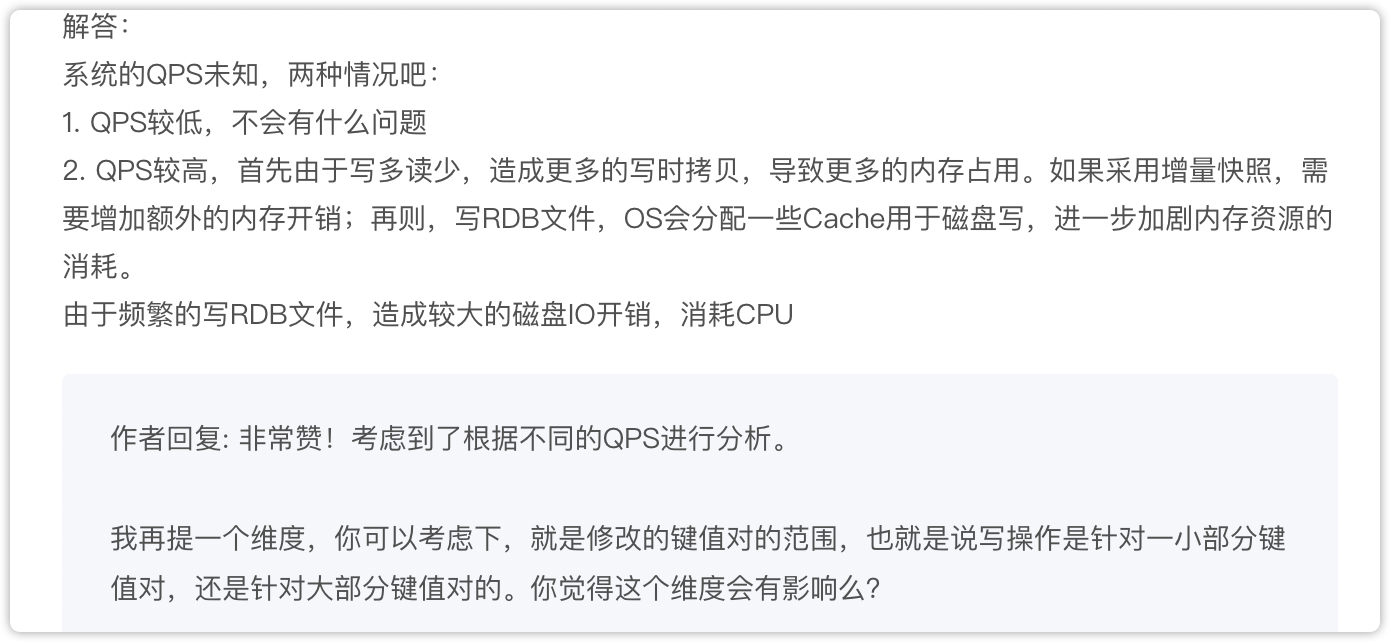 解答：
系统的QPS未知，两种情况吧：
1. QPS较低，不会有什么问题
2. QPS较高，首先由于写多读少，造成更多的写时拷贝，导致更多的内存占用。如果采用增量快照，需
要增加额外的内存开销；再则，写RDB文件，OS会分配一些Cache用于磁盘写，进一步加剧内存资源的
消耗。
由于频繁的写RDB文件，造成较大的磁盘IO开销，消耗CPU
作者回复: 非常赞！考虑到了根据不同的QPS进行分析。
我再提一个维度，你可以考虑下，就是修改的键值对的范围，也就是说写操作是针对一小部分键
值对，还是针对大部分键值对的。你觉得这个维度会有影响么？